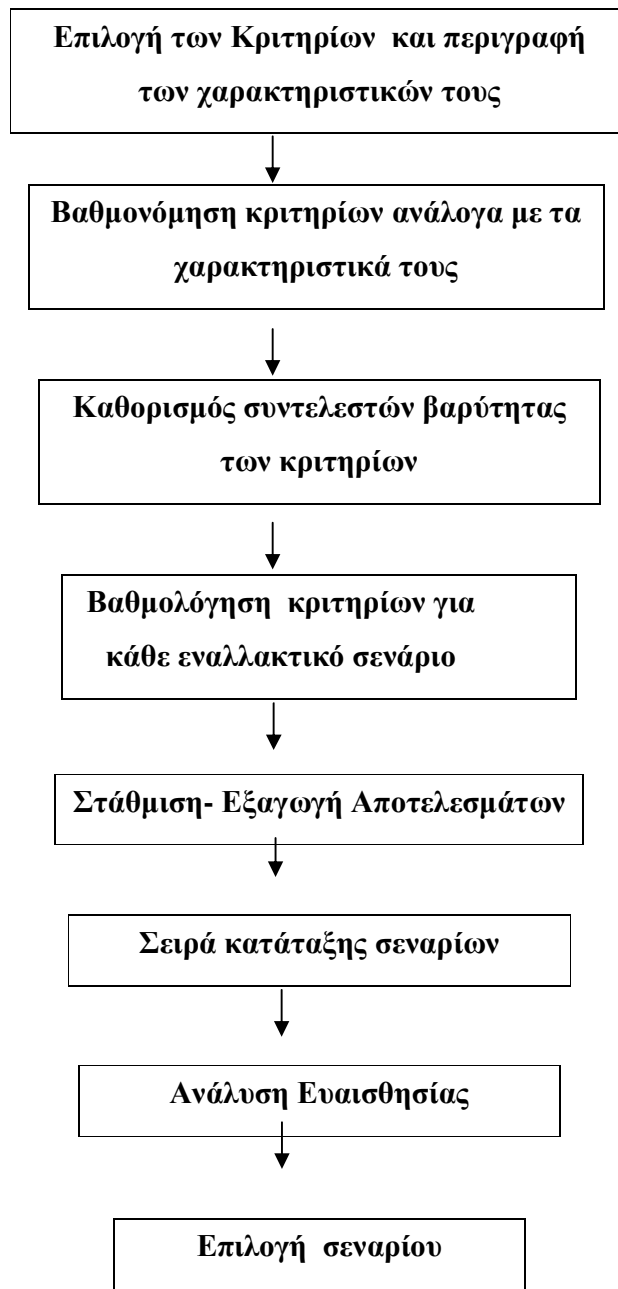 Επιλογή των Κριτηρίων και περιγραφή
των χαρακτηριστικών τους
Βαθμονόμηση κριτηρίων ανάλογα με τα
χαρακτηριστικά τους
Καθορισμός συντελεστών βαρύτητας
των κριτηρίων
Βαθμολόγηση κριτηρίων για
κάθε εναλλακτικό σενάριο
Στάθμιση- Εξαγωγή Αποτελεσμάτων
Σειρά κατάταξης σεναρίων
Ανάλυση Ευαισθησίας
Επιλογή σεναρίου